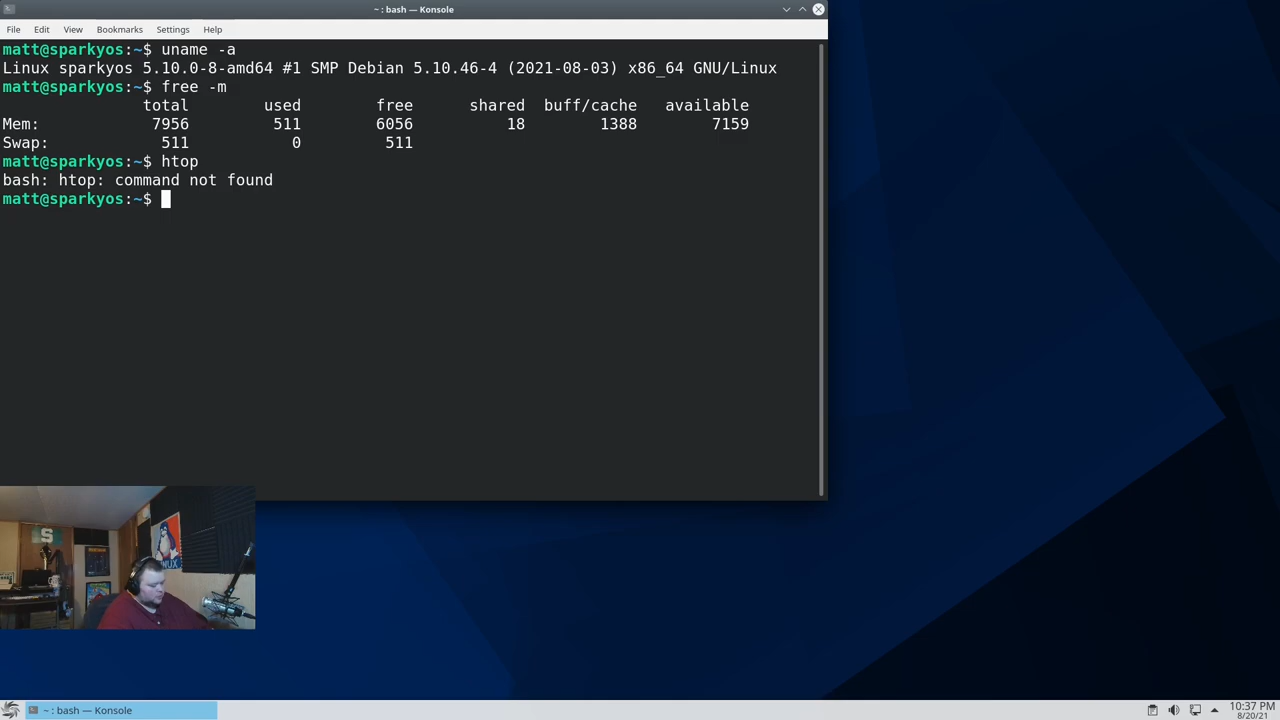 ~ : bash — Konsole
File Edit View Bookmarks Settings Help
matt@sparkyos:~$ uname -a
Linux sparkyos 5.10.0-8-amd64 #1 SMP Debian 5.10.46-4 (2021-08-03) x86_64 GNU/Linux
matt@sparkyos:~$ free -m
total used free shared buff/cache available
Mem: 7956 511 6056 18 1388 7159
Swap: 511 0 511
matt@sparkyos:~$ htop
bash: htop: command not found
matt@sparkyos:~$
S
~ : bash — Konsole
10:37 PM
8/20/21